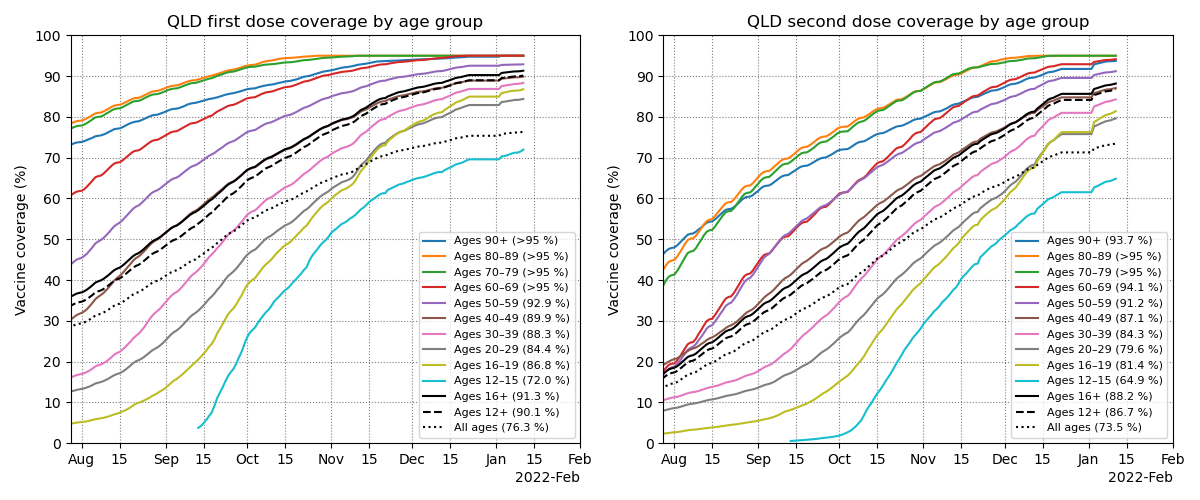 QLD first dose coverage by age group
Vaccine coverage (%)
100
90
80
70
60
50
40
30
20
10
0
Aug 15 Sep 15 Oct 15 Nov 15 Dec 15 Jan 15 Feb
2022-Feb
Ages 90+ (>95 %)
Ages 80–89 (>95 %)
Ages 70–79 (>95 %)
Ages 60–69 (>95 %)
Ages 50–59 (92.9 %)
Ages 40–49 (89.9 %)
Ages 30–39 (88.3 %)
Ages 20–29 (84.4 %)
Ages 16–19 (86.8 %)
Ages 12–15 (72.0 %)
Ages 16+ (91.3 %)
Ages 12+ (90.1 %)
All ages (76.3 %)
QLD second dose coverage by age group
Vaccine coverage (%)
100
90
80
70
60
50
40
30
20
10
0
Aug 15 Sep 15 Oct 15 Nov 15 Dec 15 Jan 15 Feb
2022-Feb
Ages 90+ (93.7 %)
Ages 80–89 (>95 %)
Ages 70–79 (>95 %)
Ages 60–69 (94.1 %)
Ages 50–59 (91.2 %)
Ages 40–49 (87.1 %)
Ages 30–39 (84.3 %)
Ages 20–29 (79.6 %)
Ages 16–19 (81.4 %)
Ages 12–15 (64.9 %)
Ages 16+ (88.2 %)
Ages 12+ (86.7 %)
All ages (73.5 %)